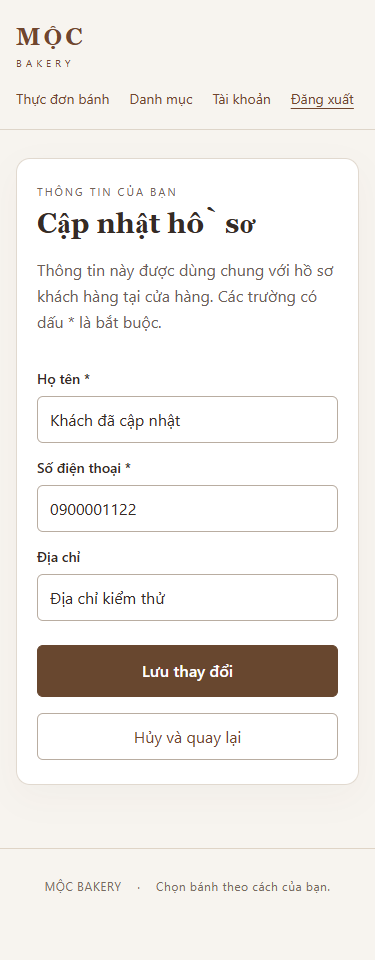 MỘC
BAKERY
Thực đơn bánh Danh mục Tài khoản Đăng xuất
THÔNG TIN CỦA BẠN
Cập nhật hồ sơ
Thông tin này được dùng chung với hồ sơ
khách hàng tại cửa hàng. Các trường có
dấu * là bắt buộc.
Họ tên *
Khách đã cập nhật
Số điện thoại *
0900001122
Địa chỉ
Địa chỉ kiểm thử
Lưu thay đổi
Hủy và quay lại
MỘC BAKERY · Chọn bánh theo cách của bạn.